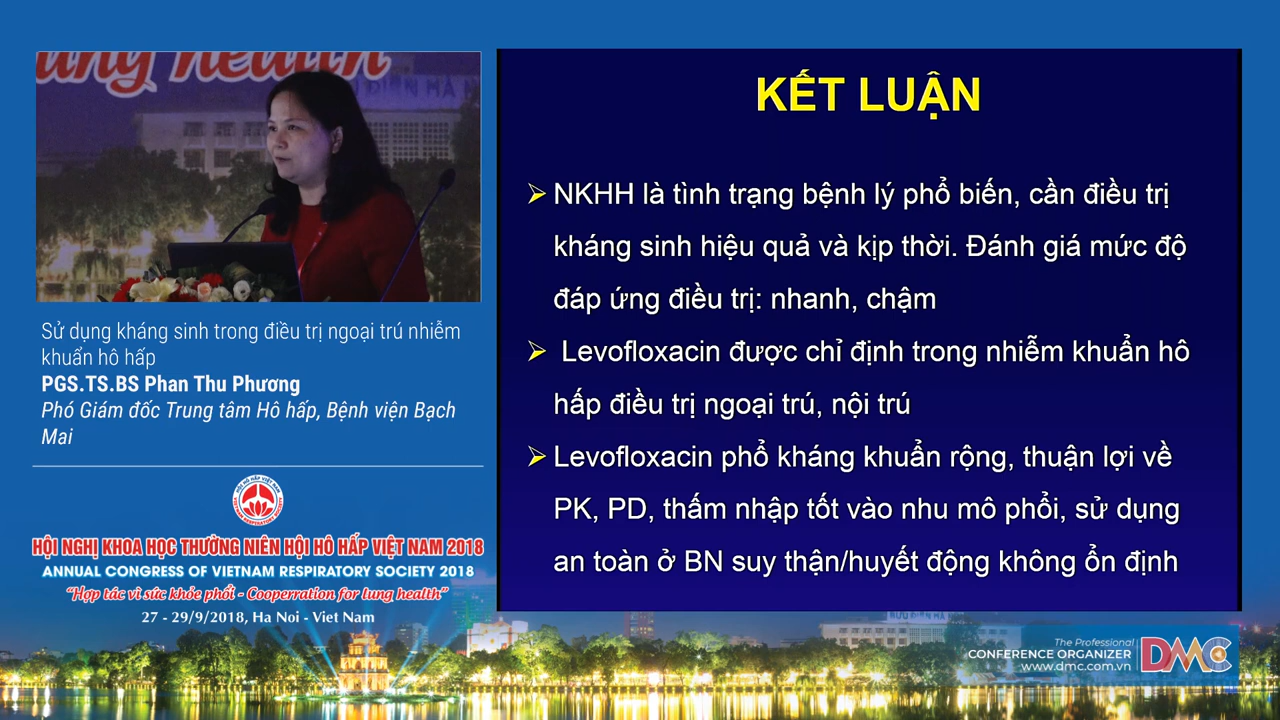 lung health
KẾT LUẬN
NKHH là tình trạng bệnh lý phổ biến, cần điều trị
kháng sinh hiệu quả và kịp thời. Đánh giá mức độ
đáp ứng điều trị: nhanh, chậm
Levofloxacin được chỉ định trong nhiễm khuẩn hô
hấp điều trị ngoại trú, nội trú
Levofloxacin phổ kháng khuẩn rộng, thuận lợi về
PK, PD, thấm nhập tốt vào nhu mô phổi, sử dụng
an toàn ở BN suy thận/huyết động không ổn định
Sử dụng kháng sinh trong điều trị ngoại trú nhiễm
khuẩn hô hấp
PGS.TS.BS Phan Thu Phương
Phó Giám đốc Trung tâm Hô hấp, Bệnh viện Bạch
Mai
HỘI HÔ HẤP VIỆT NAM
HỘI NGHỊ KHOA HỌC THƯỜNG NIÊN HỘI HÔ HẤP VIỆT NAM 2018
ANNUAL CONGRESS OF VIETNAM RESPIRATORY SOCIETY 2018
“Hợp tác vì sức khỏe phổi - Cooperration for lung health”
27 - 29/9/2018, Ha Noi - Viet Nam
The Professional
CONFERENCE ORGANIZER
www.dmc.com.vn
DMC